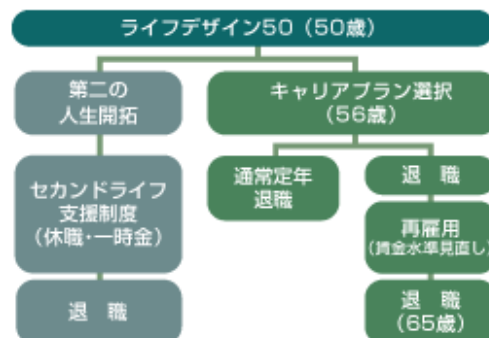 ライフデザイン50（50歳）
第二の
人生開拓
キャリアプラン選択
（56歳）
セカンドライフ
支援制度
（休職・一時金）
通常定年
退職
退　職
再雇用
（賃金水準見直し）
退　職
退　職
（65歳）